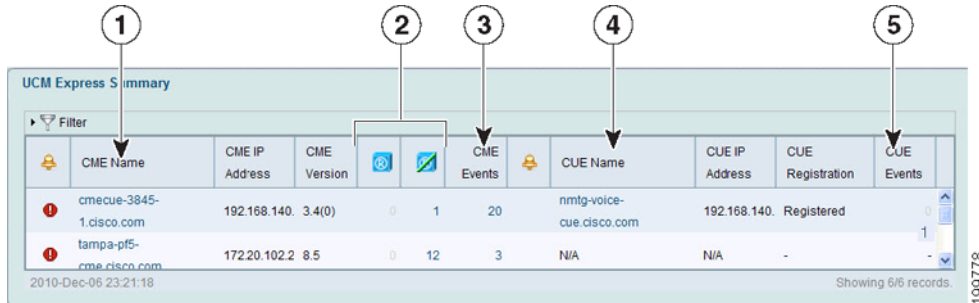 1 2 3 4 5
UCM Express Summary
Filter
CME Name
CME IP Address
CME Version
CME Events
CUE Name
CUE IP Address
CUE Registration
CUE Events
cmecue-3845-
1.cisco.com
192.168.140. 3.4(0) 0 1 20
nmtg-voice-
cue.cisco.com
192.168.140. Registered 0
1
tampa-pf5-
cme.cisco.com
172.20.102.2 8.5 0 12 3 N/A N/A - -
2010-Dec-06 23:21:18 Showing 6/6 records.